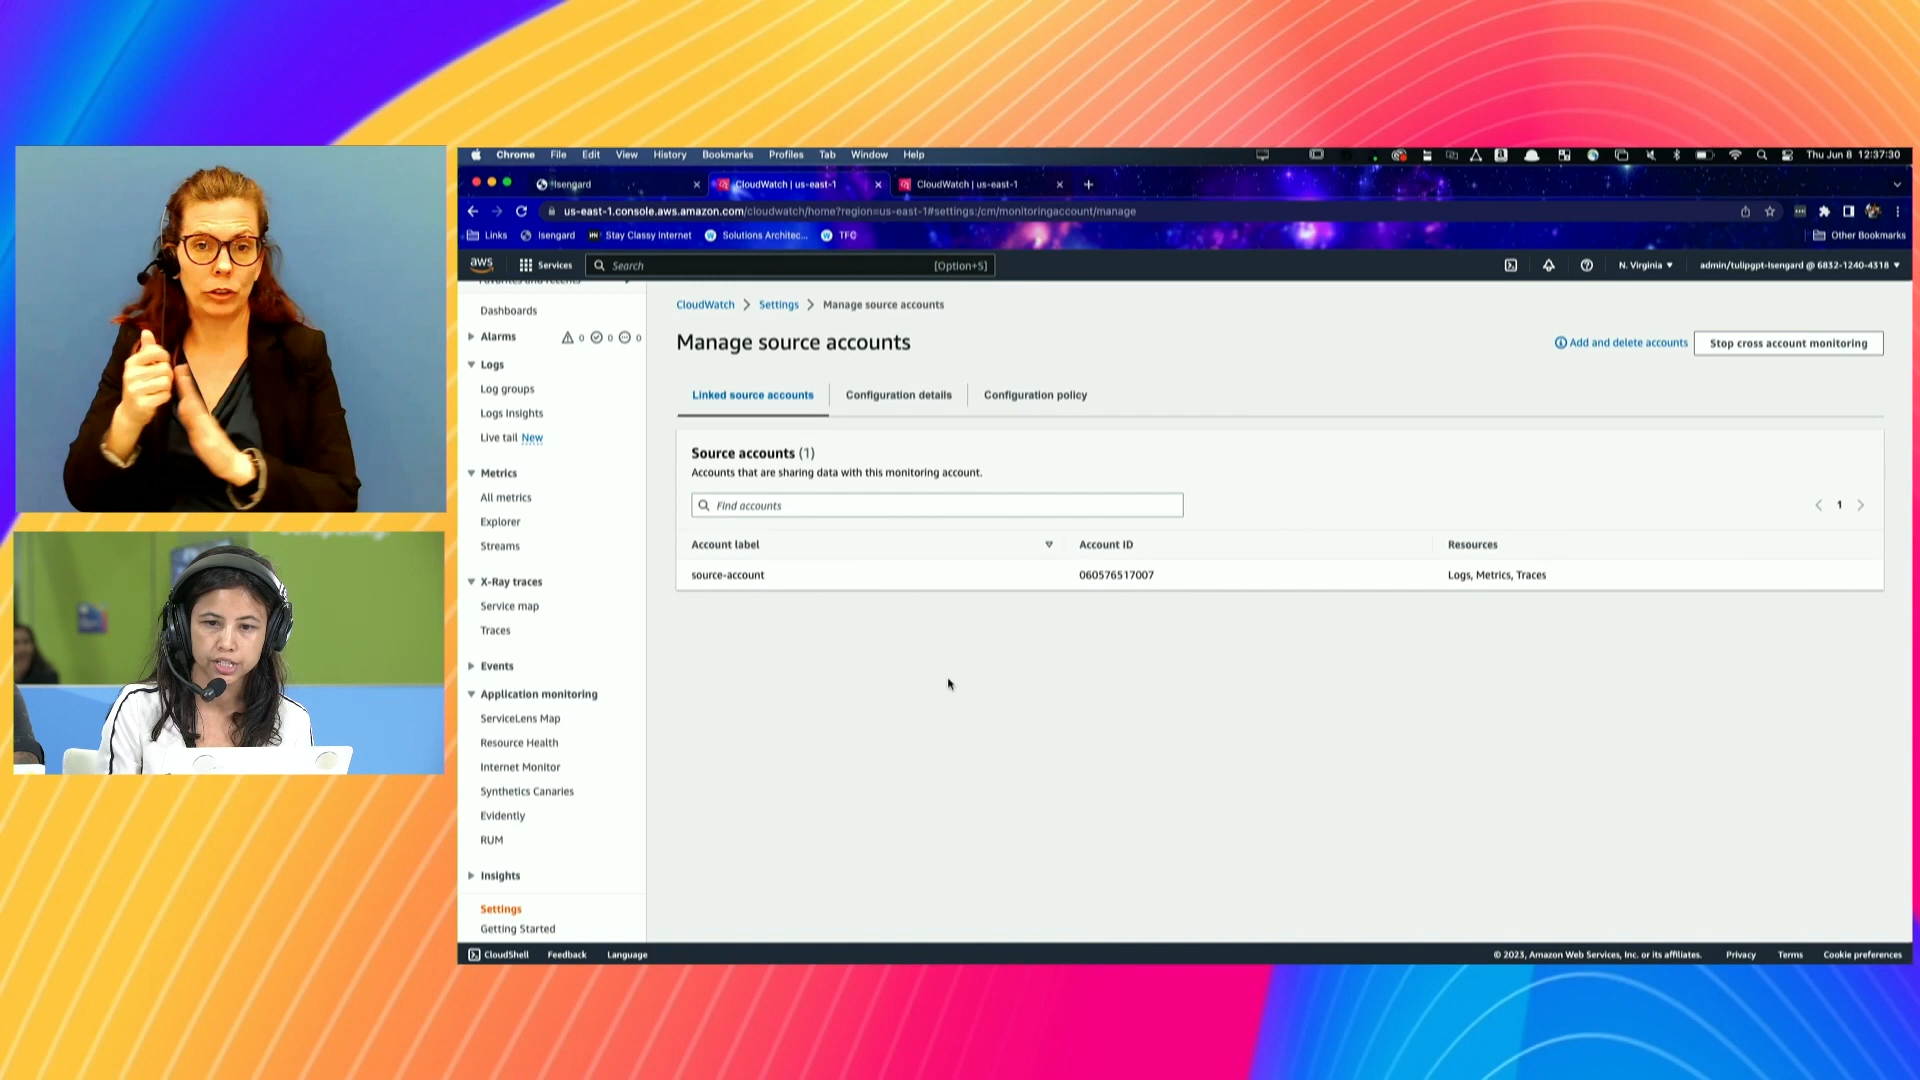 Chrome File Edit View History Bookmarks Profiles Tab Window Help Thu Jun 8 12:37:30
Isengard CloudWatch | us-east-1 CloudWatch | us-east-1
us-east-1.console.aws.amazon.com/cloudwatch/home?region=us-east-1#settings:/cm/monitoringaccount/manage
Links Isengard Stay Classy Internet Solutions Architec... TFC Other Bookmarks
aws Services Search [Option+S] N. Virginia admin/tulipgpt-Isengard @ 6832-1240-4318
Favorites and recents
Dashboards
Alarms 0 0 0
Logs
Log groups
Logs Insights
Live tail New
Metrics
All metrics
Explorer
Streams
X-Ray traces
Service map
Traces
Events
Application monitoring
ServiceLens Map
Resource Health
Internet Monitor
Synthetics Canaries
Evidently
RUM
Insights
Settings
Getting Started
CloudWatch Settings Manage source accounts
Manage source accounts
Add and delete accounts Stop cross account monitoring
Linked source accounts Configuration details Configuration policy
Source accounts (1)
Accounts that are sharing data with this monitoring account.
Find accounts 1
Account label Account ID Resources
source-account 060576517007 Logs, Metrics, Traces
CloudShell Feedback Language © 2023, Amazon Web Services, Inc. or its affiliates. Privacy Terms Cookie preferences